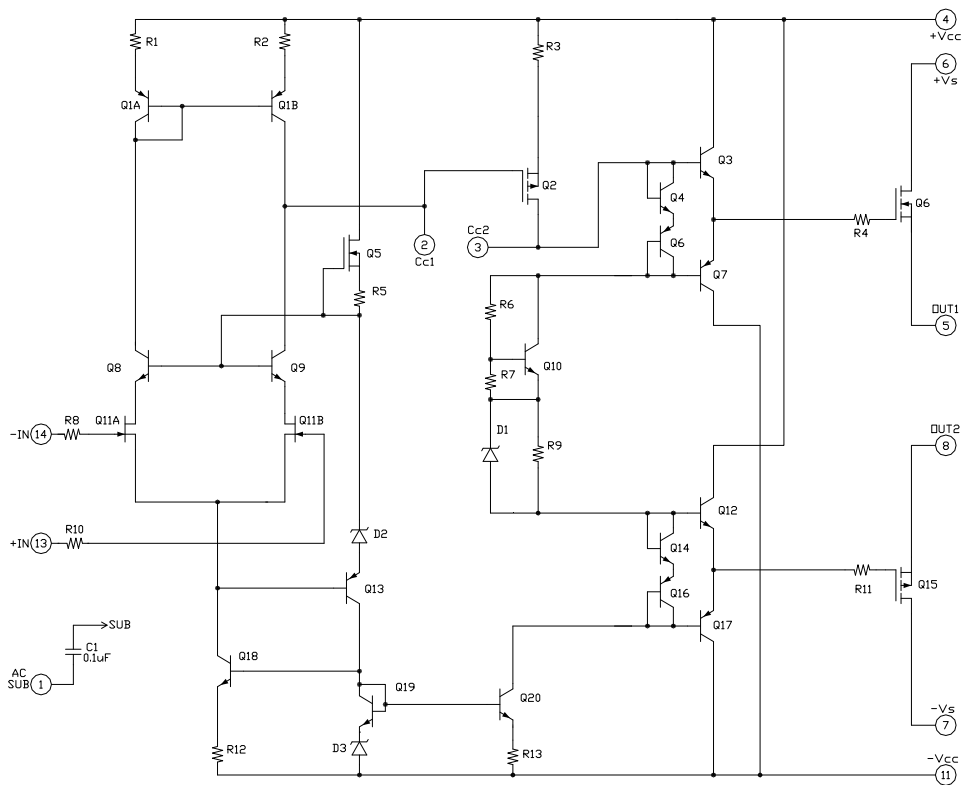 4
+Vcc
R1
R2
R3
6
+Vs
Q1A
Q1B
Q3
Q2
Q4
Q6
R4
2
Cc1
Cc2
3
Q5
Q6
Q7
R5
R6
OUT1
5
Q8
Q9
R7
Q10
R8
Q11A
Q11B
-IN
14
D1
R9
OUT2
8
Q12
R10
+IN
13
D2
Q14
Q13
Q16
R11
Q15
SUB
Q17
C1
0.1uF
Q18
AC
SUB
1
Q19
Q20
-Vs
7
R12
D3
R13
-Vcc
11